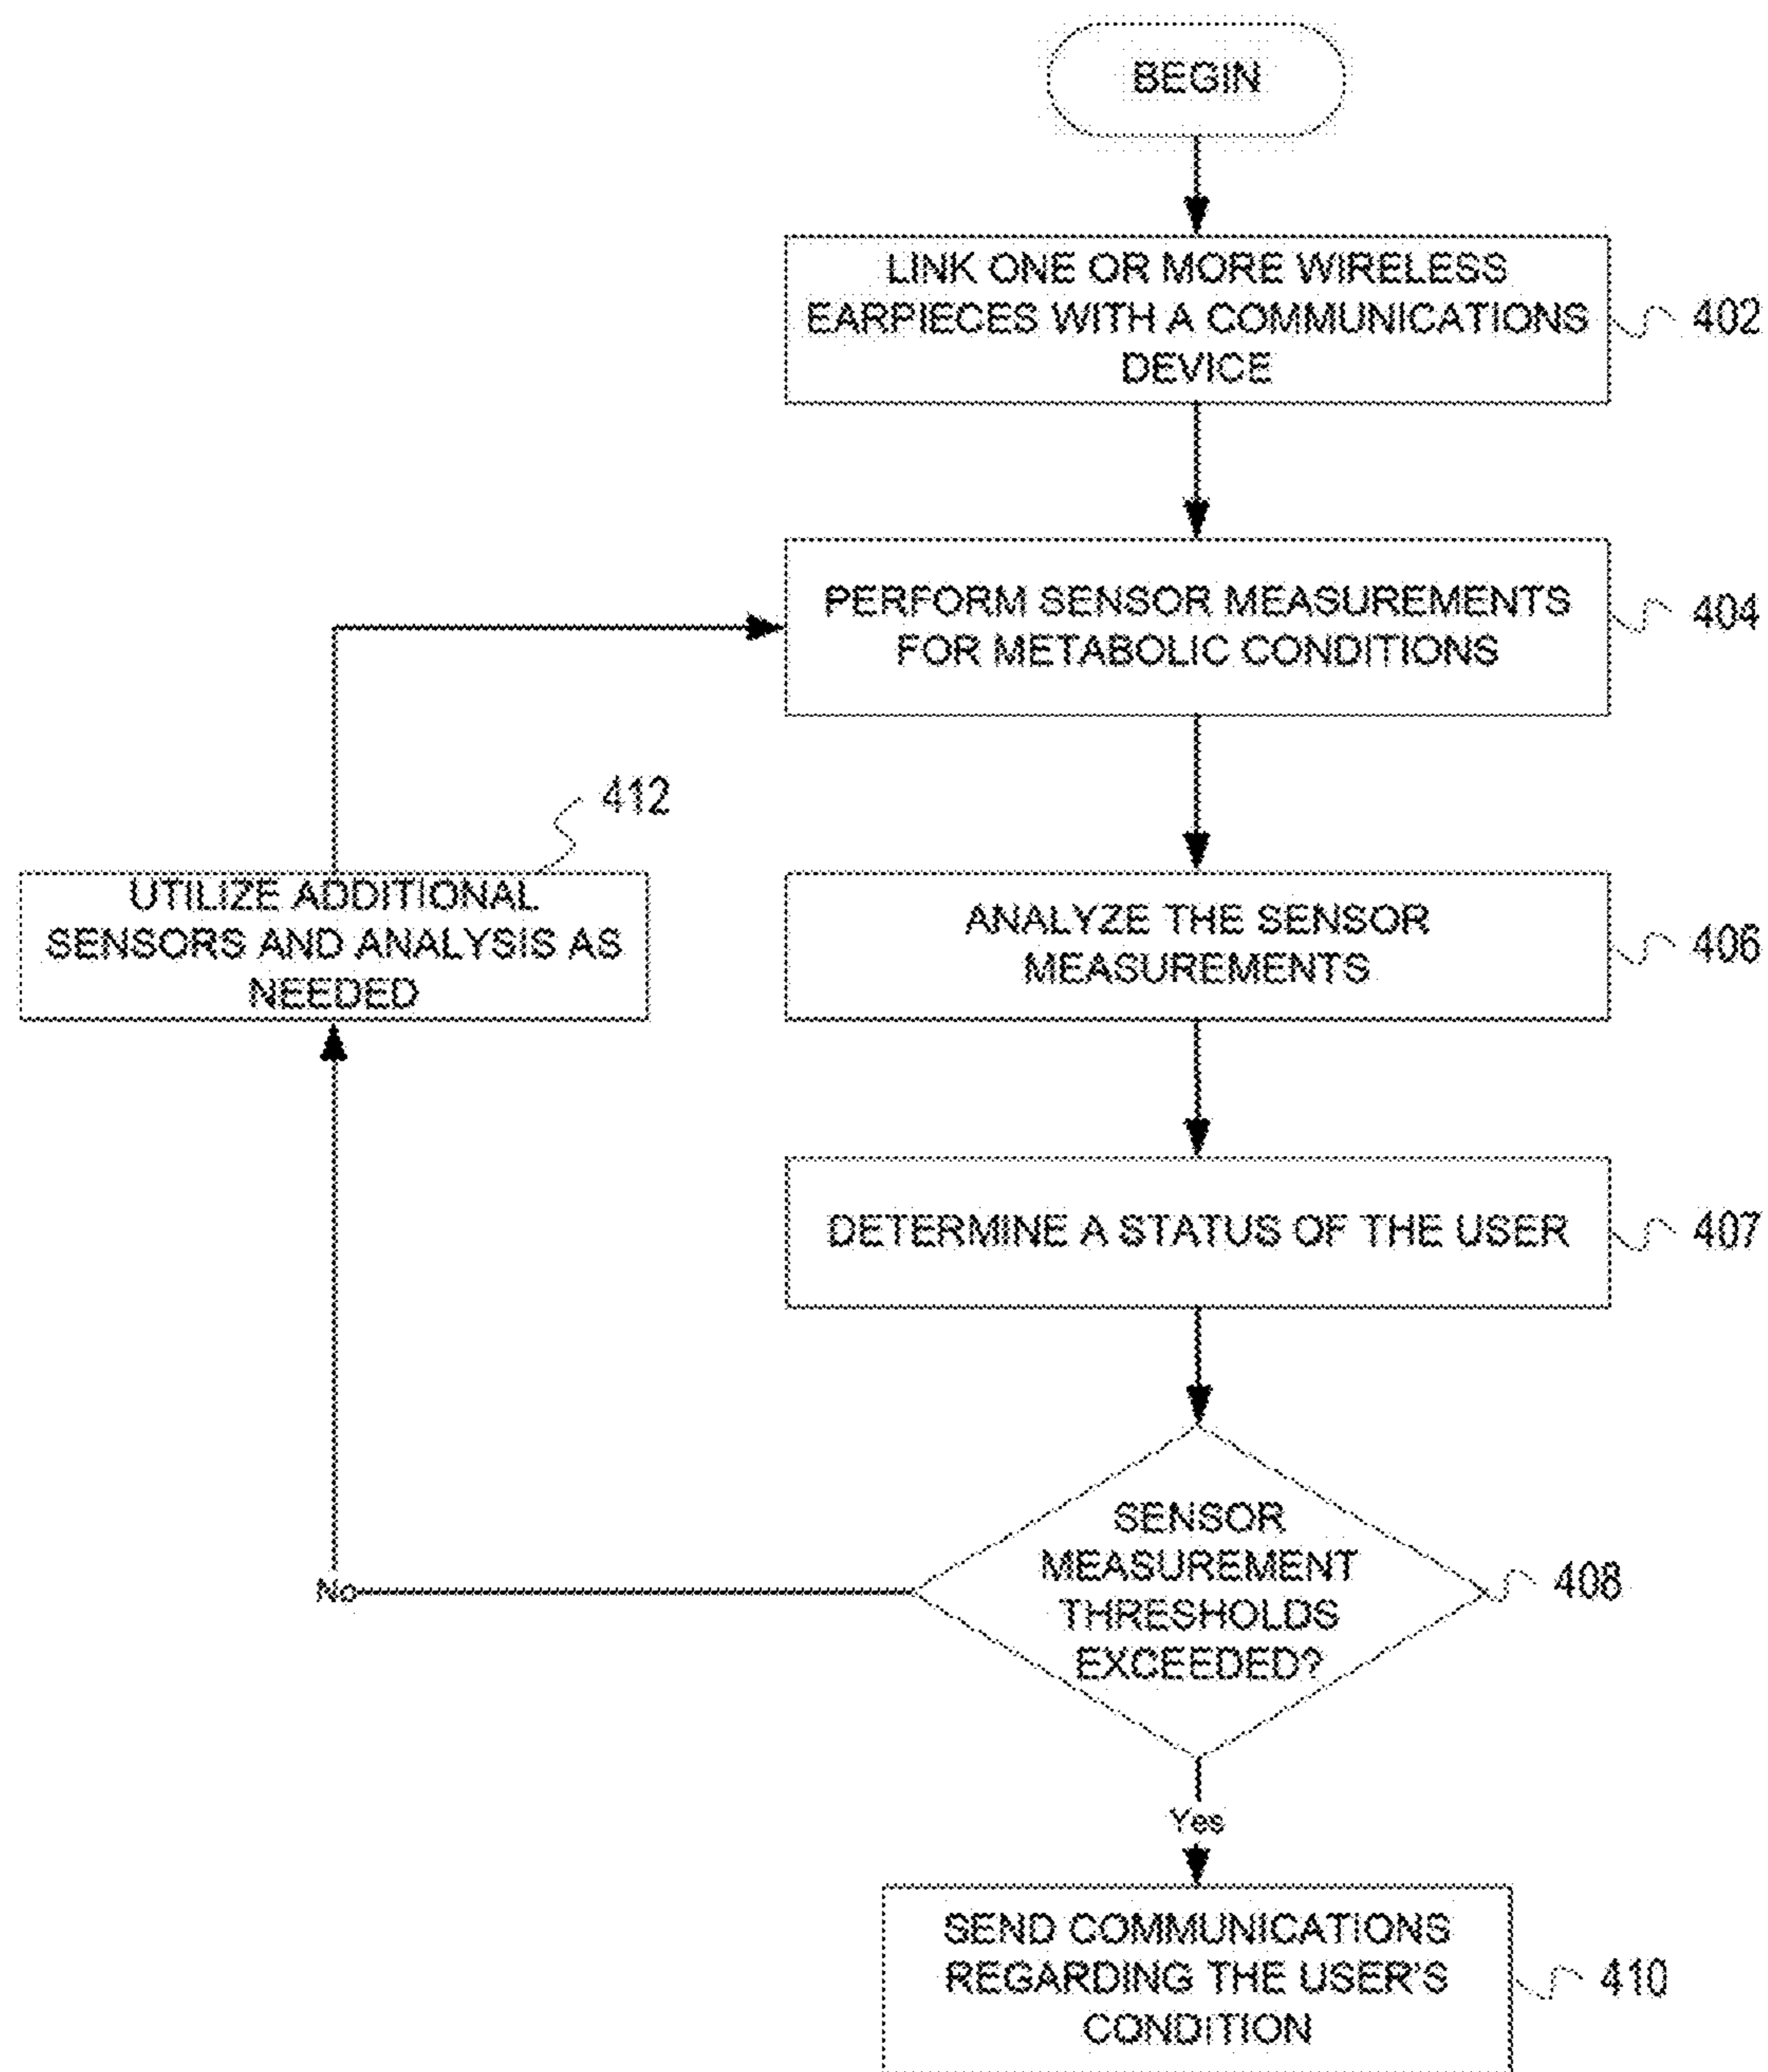 BEGIN
LINK ONE OR MORE WIRELESS
EARPIECES WITH A COMMUNICATIONS
DEVICE
402
PERFORM SENSOR MEASUREMENTS
FOR METABOLIC CONDITIONS
404
412
UTILIZE ADDITIONAL
SENSORS AND ANALYSIS AS
NEEDED
ANALYZE THE SENSOR
MEASUREMENTS
406
DETERMINE A STATUS OF THE USER
407
SENSOR
MEASUREMENT
THRESHOLDS
EXCEEDED?
408
No
Yes
SEND COMMUNICATIONS
REGARDING THE USER'S
CONDITION
410